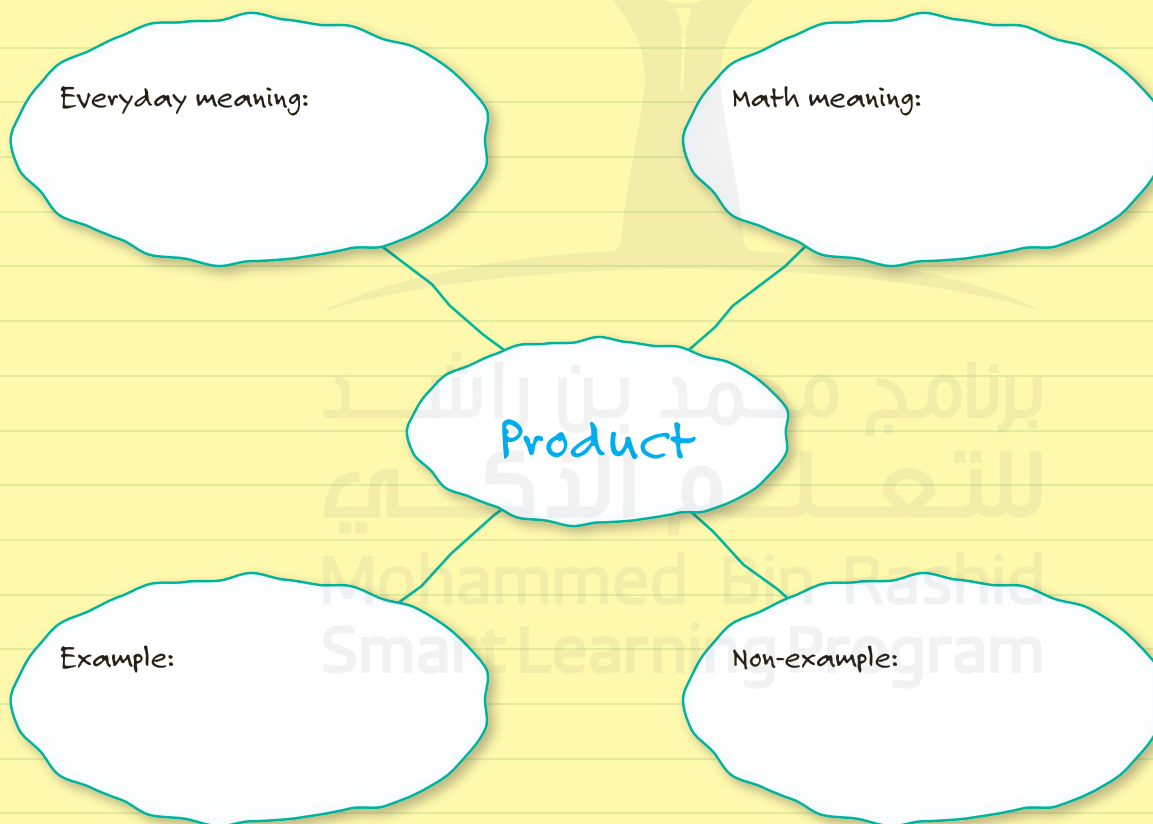 Everyday meaning:
Math meaning:
برنامج محمد بن راشد
Product
للتعلم الذكي
Mohammed Bin Rashid
Smart Learning Program
Example:
Non-example: